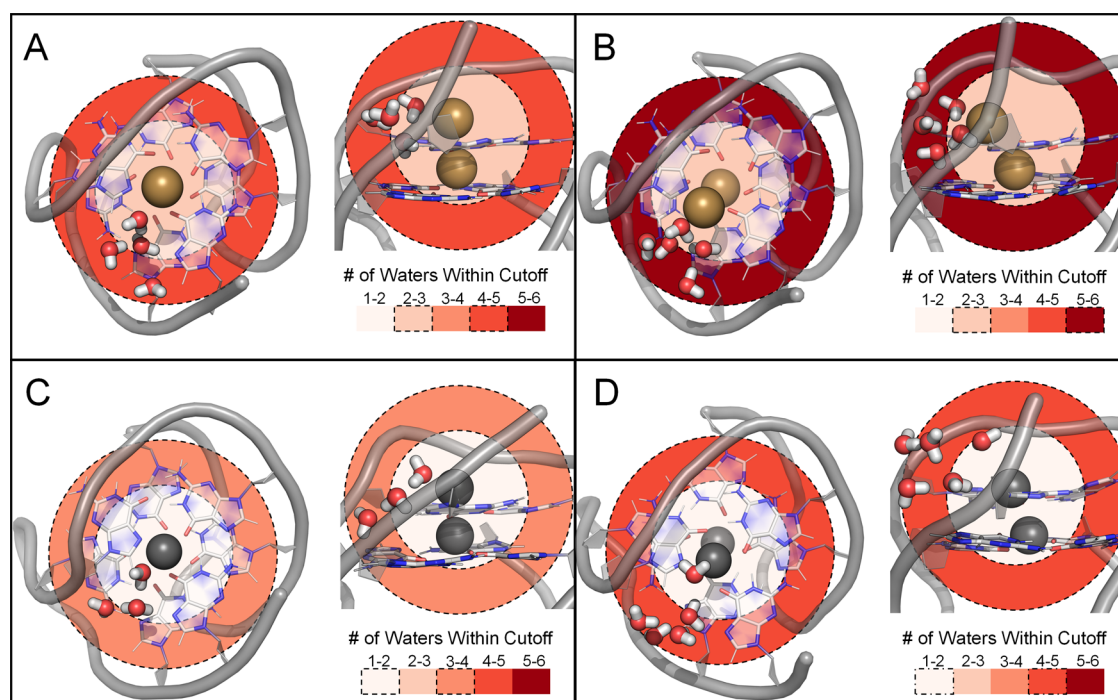 A
# of Waters Within Cutoff
1-2 2-3 3-4 4-5 5-6
B
# of Waters Within Cutoff
1-2 2-3 3-4 4-5 5-6
C
# of Waters Within Cutoff
1-2 2-3 3-4 4-5 5-6
D
# of Waters Within Cutoff
1-2 2-3 3-4 4-5 5-6